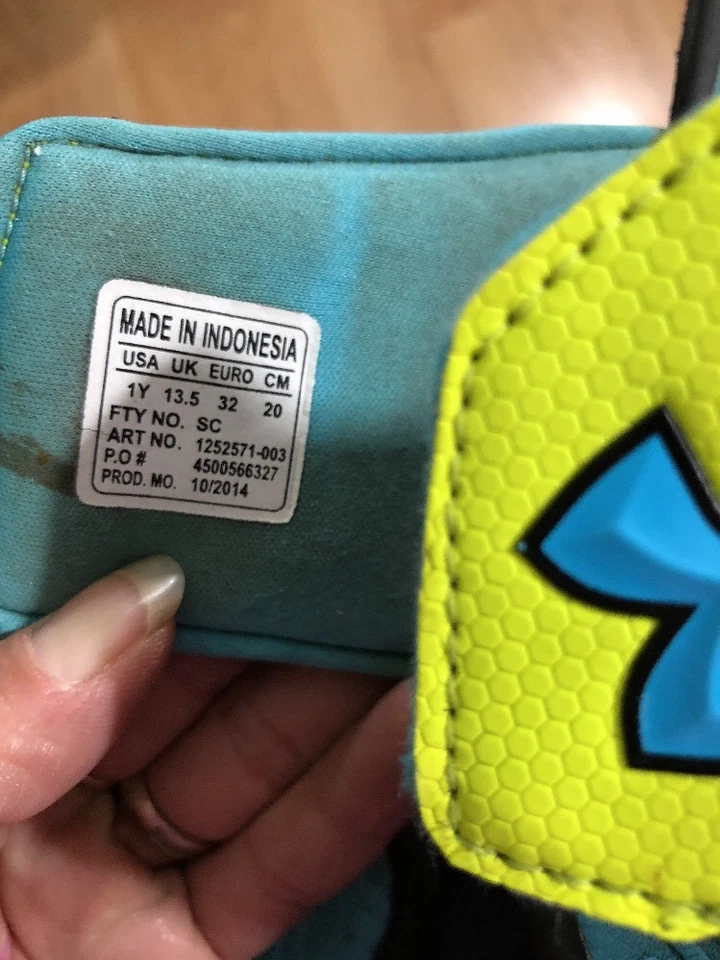 MADE IN INDONESIA
USA UK EURO CM
1Y 13.5 32 20
FTY NO. SC
ART NO. 1252571-003
P.O # 4500566327
PROD. MO. 10/2014